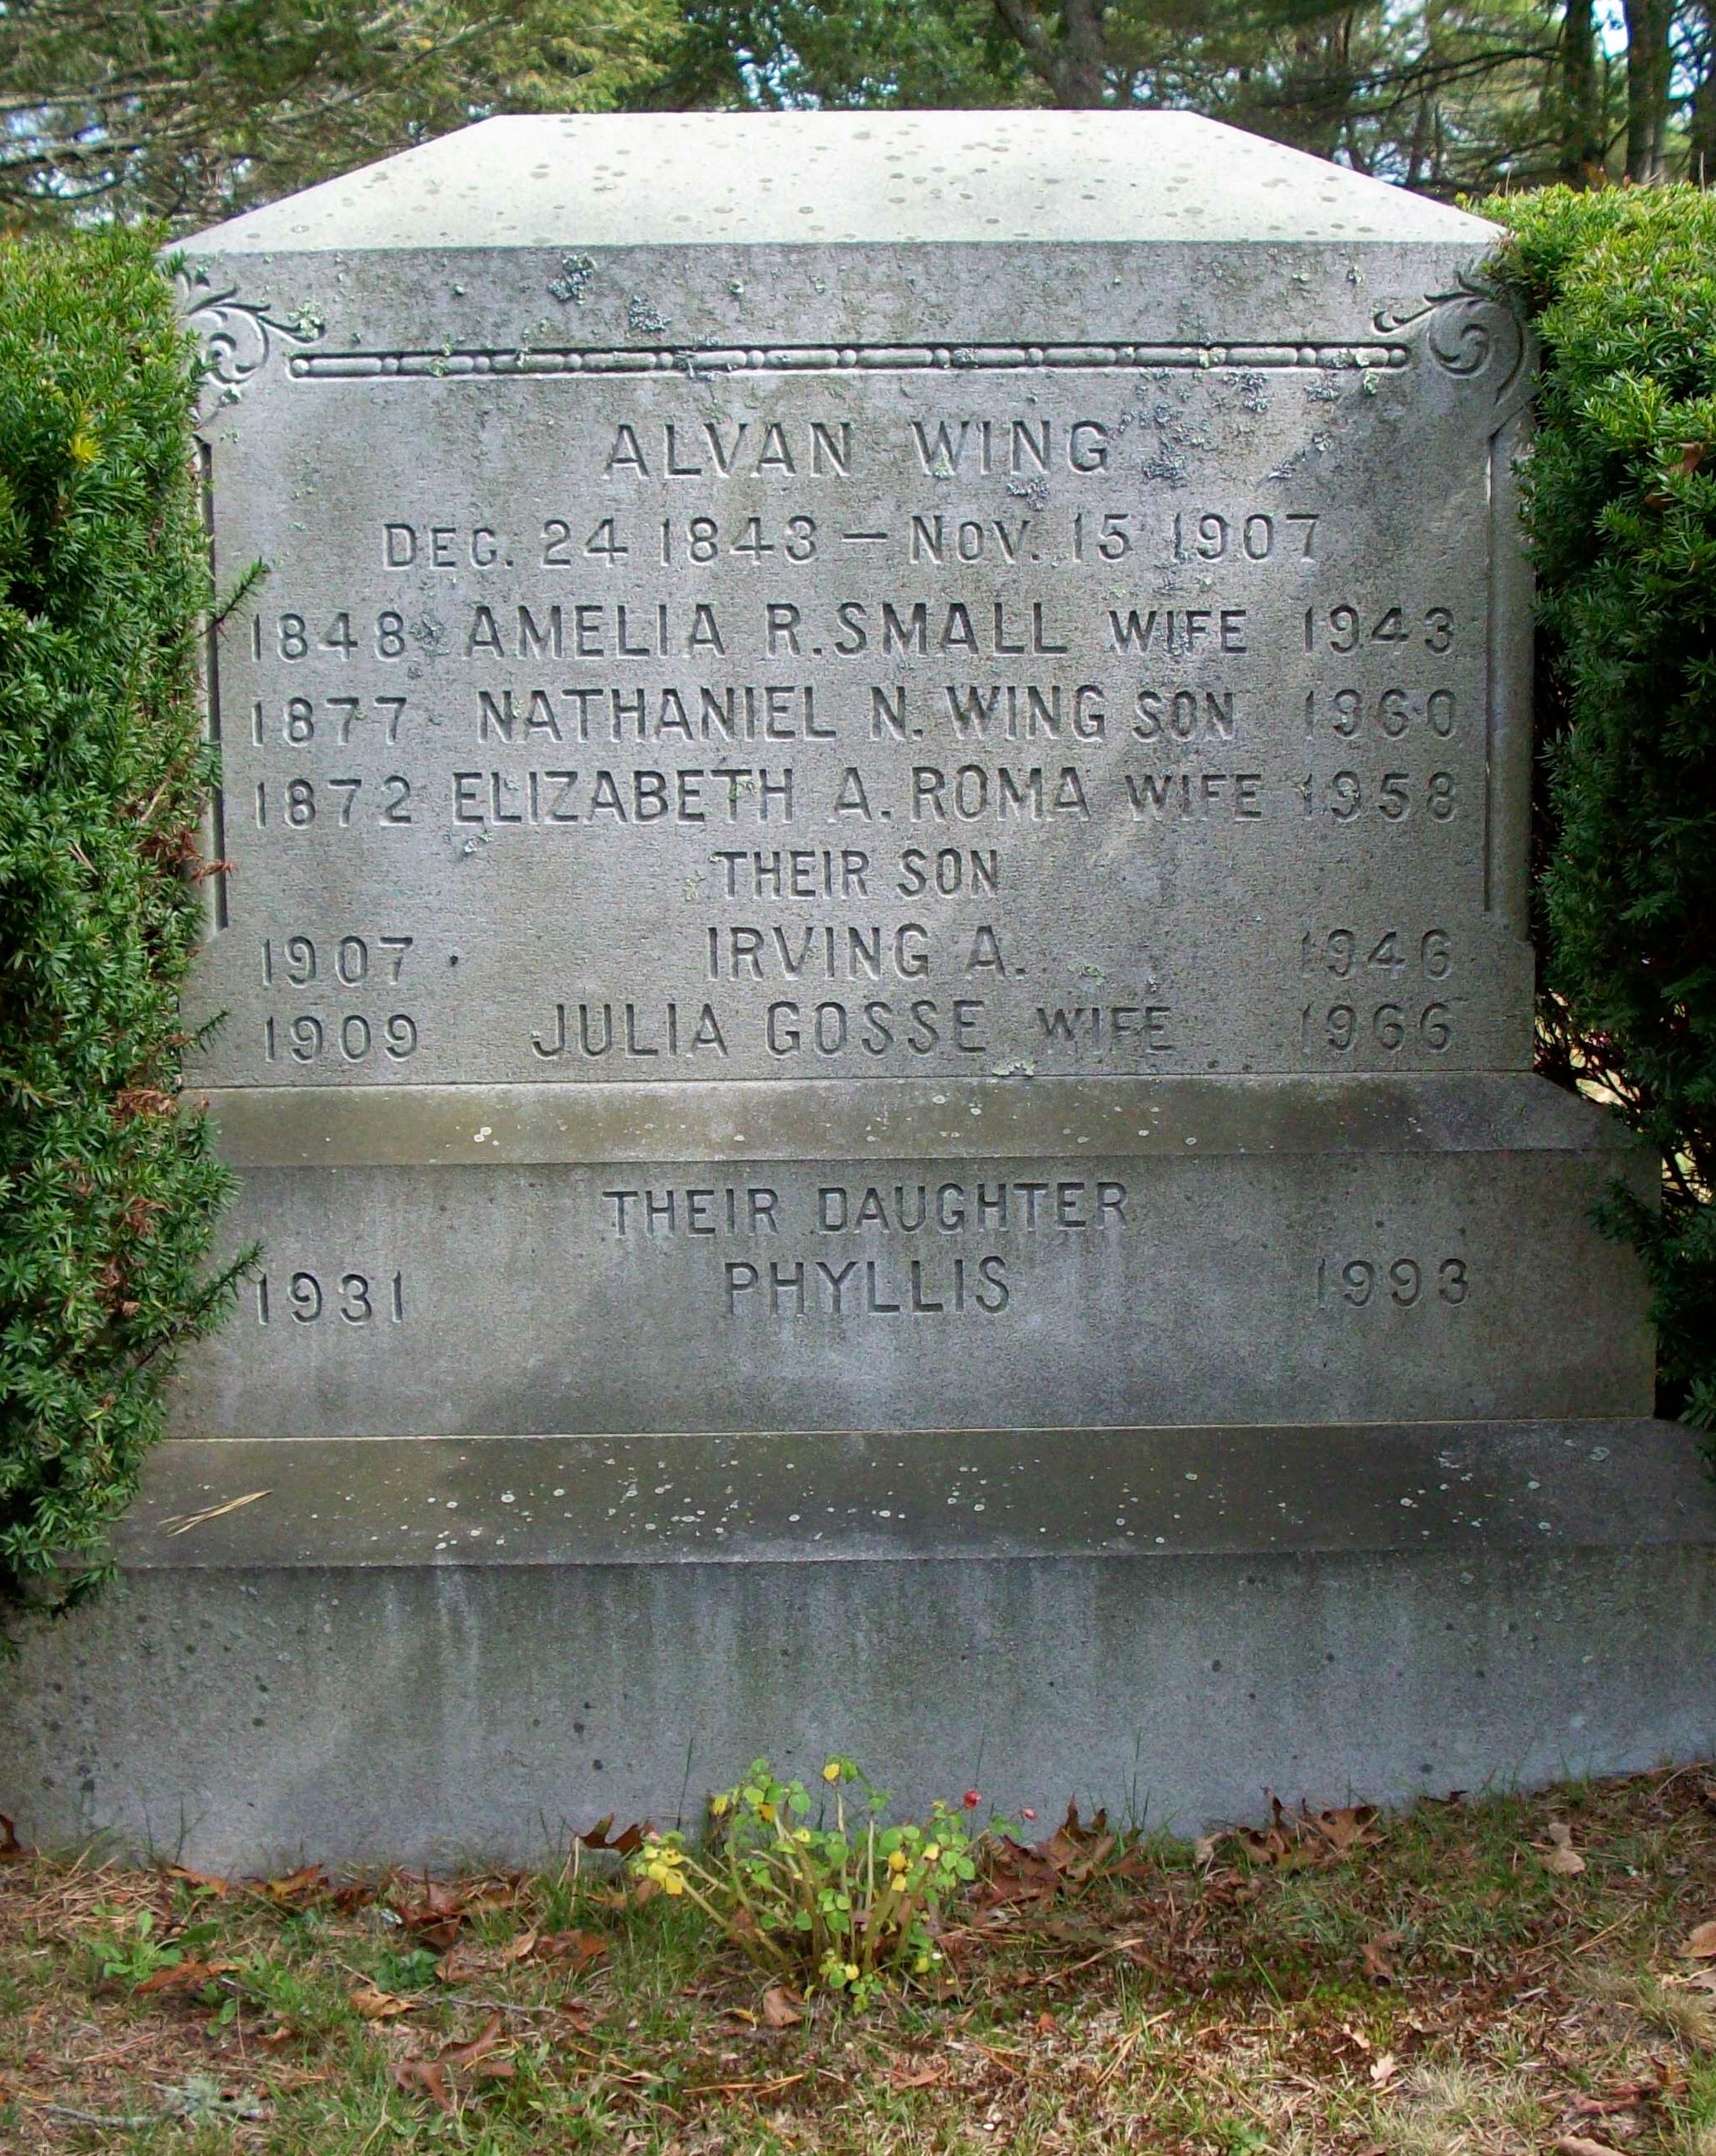 ALVAN WING
DEC. 24 1843 — NOV. 15 1907
1848 AMELIA R. SMALL WIFE 1943
1877 NATHANIEL N. WING SON 1960
1872 ELIZABETH A. ROMA WIFE 1958
THEIR SON
1907 IRVING A. 1946
1909 JULIA GOSSE WIFE 1966
THEIR DAUGHTER
1931 PHYLLIS 1993